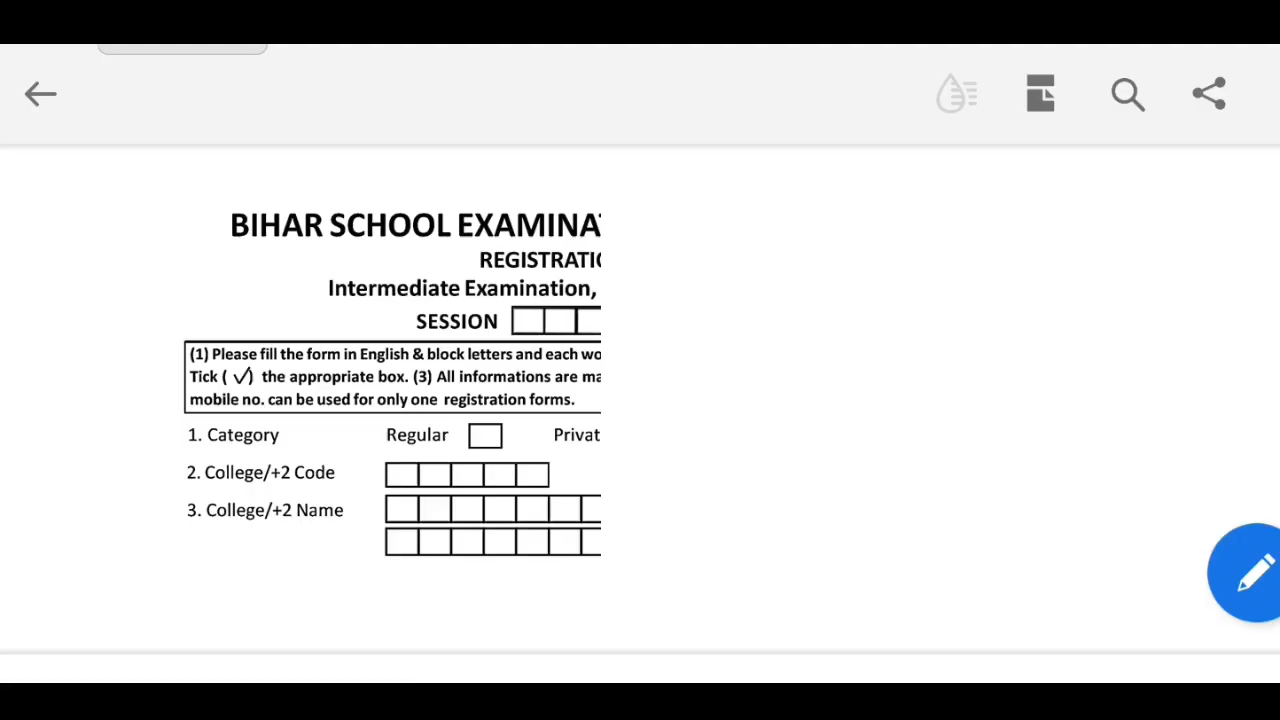 BIHAR SCHOOL EXAMINA
REGISTRATIO
Intermediate Examination,
SESSION
(1) Please fill the form in English & block letters and each wo
Tick ( ✓) the appropriate box. (3) All informations are ma
mobile no. can be used for only one registration forms.
1. Category Regular Privat
2. College/+2 Code
3. College/+2 Name